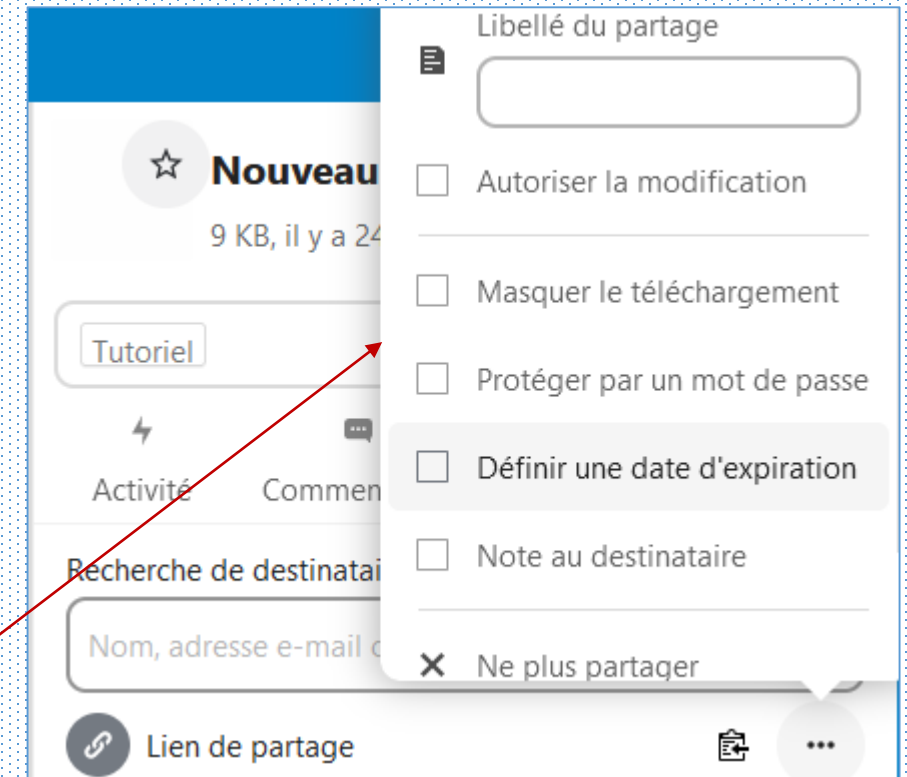 Libellé du partage
Nouveau
9 KB, il y a 24
Autoriser la modification
Masquer le téléchargement
Tutoriel
Protéger par un mot de passe
Activité
Commen
Définir une date d'expiration
Recherche de destinatai
Note au destinataire
Nom, adresse e-mail
Ne plus partager
Lien de partage